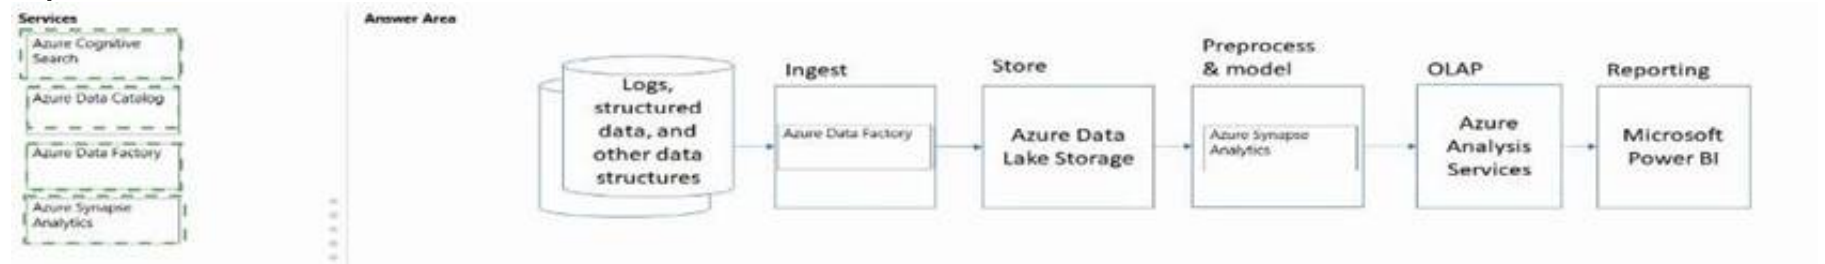 Services
Answer Area
Azure Cognitive
Search
Azure Data Catalog
Azure Data Factory
Azure Synapse
Analytics
Logs,
structured
data, and
other data
structures
Ingest
Azure Data Factory
Store
Azure Data
Lake Storage
Preprocess
& model
Azure Synapse
Analytics
OLAP
Azure
Analysis
Services
Reporting
Microsoft
Power BI